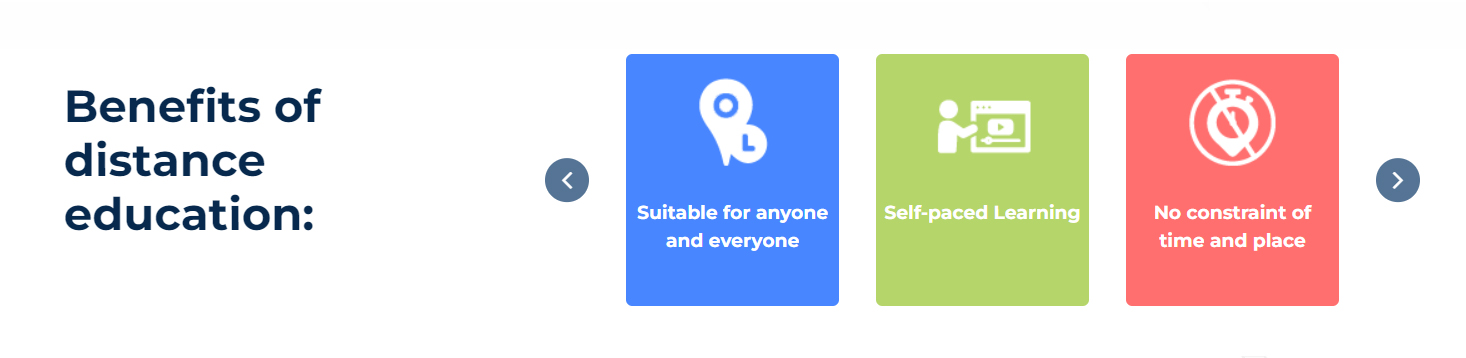 Benefits of
distance
education:
Suitable for anyone
and everyone
Self-paced Learning
No constraint of
time and place